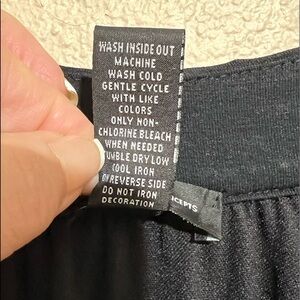 WASH INSIDE OUT
MACHINE
WASH COLD
GENTLE CYCLE
WITH LIKE
COLORS
ONLY NON-
CHLORINE BLEACH
WHEN NEEDED
TUMBLE DRY LOW
COOL IRON
ON REVERSE SIDE
DO NOT IRON
DECORATION